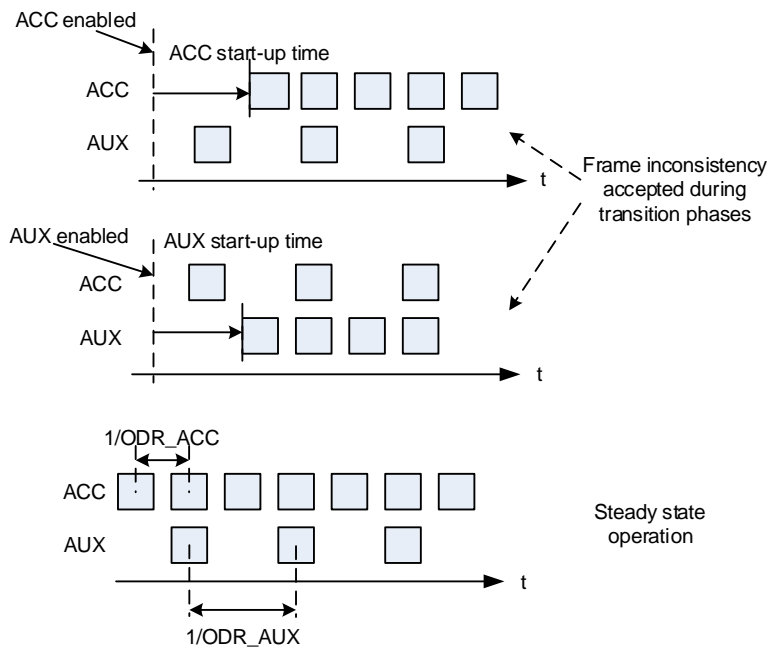 ACC enabled
ACC start-up time
ACC
AUX
t
Frame inconsistency
accepted during
transition phases
AUX enabled
AUX start-up time
ACC
AUX
t
1/ODR_ACC
ACC
AUX
t
Steady state
operation
1/ODR_AUX